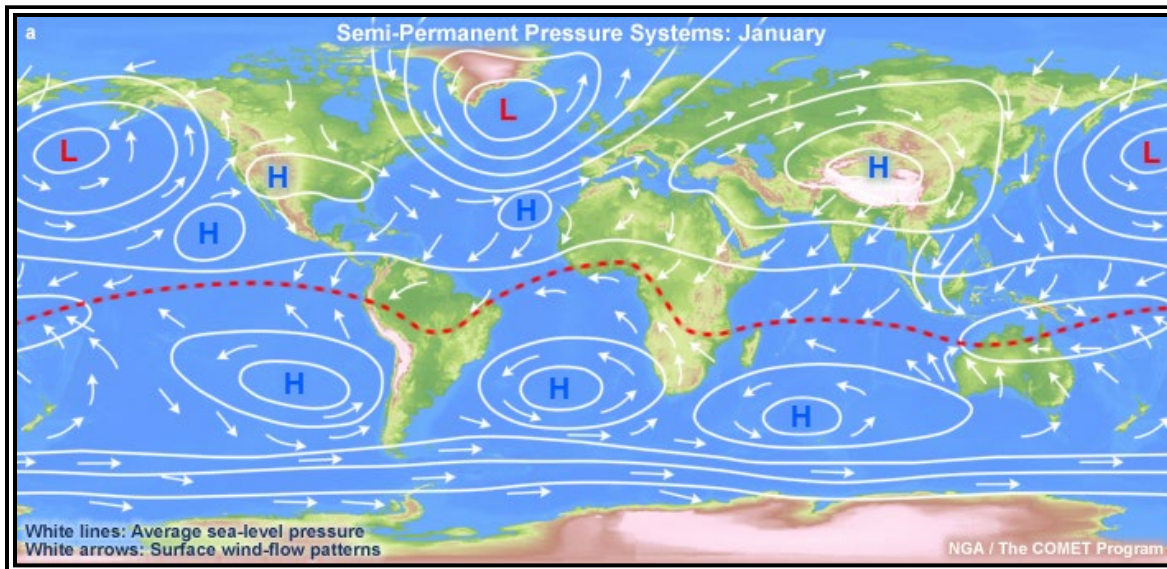 a
Semi-Permanent Pressure Systems: January
L
L
L
H
H
H
H
H
H
H
White lines: Average sea-level pressure
White arrows: Surface wind-flow patterns
NGA / The COMET Program